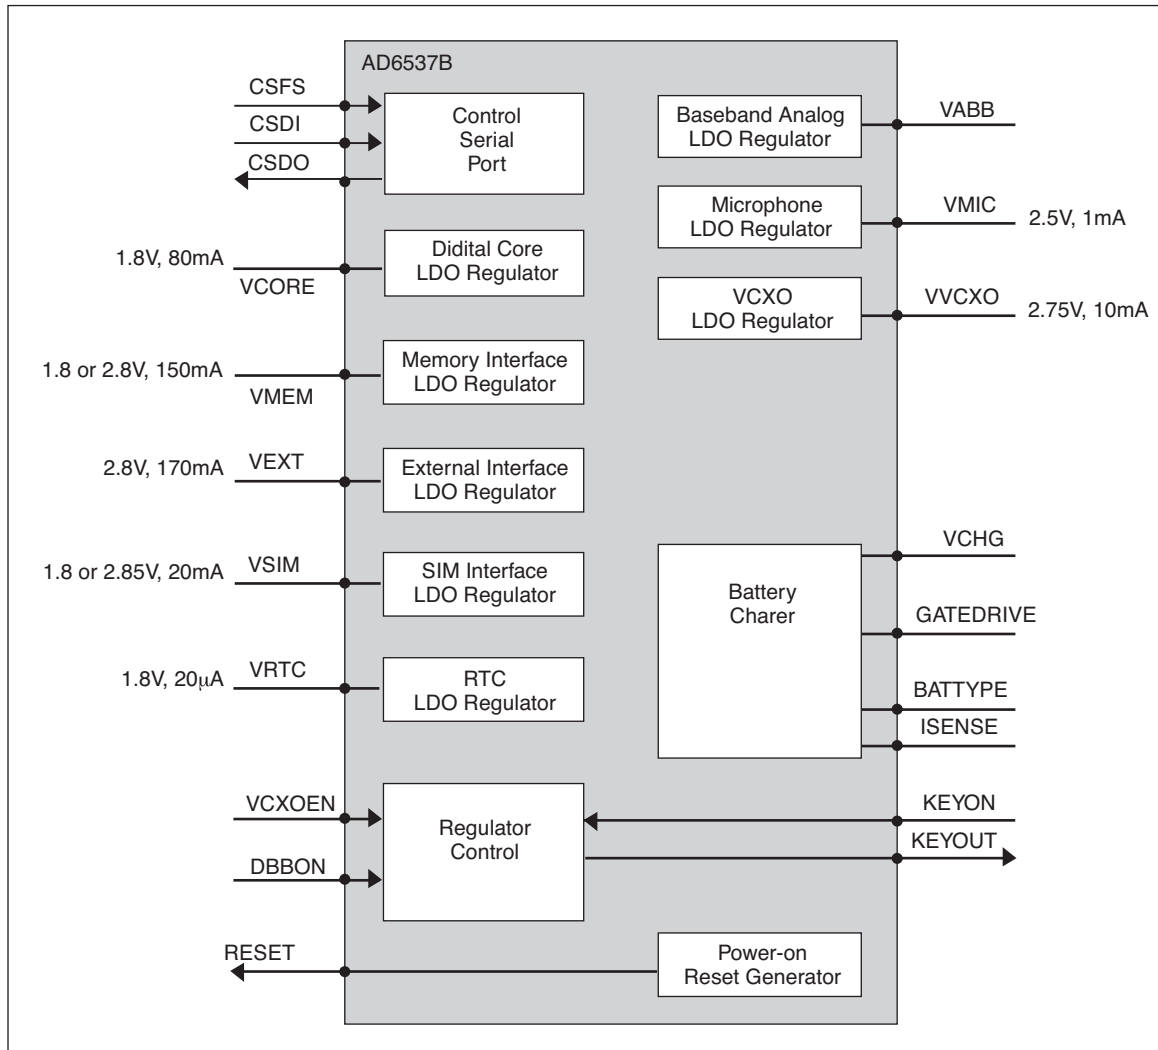 AD6537B
CSFS
CSDI
CSDO
Control
Serial
Port
1.8V, 80mA
VCORE
Didital Core
LDO Regulator
1.8 or 2.8V, 150mA
VMEM
Memory Interface
LDO Regulator
2.8V, 170mA
VEXT
External Interface
LDO Regulator
1.8 or 2.85V, 20mA
VSIM
SIM Interface
LDO Regulator
1.8V, 20μA
VRTC
RTC
LDO Regulator
VCXOEN
DBBON
Regulator
Control
RESET
Baseband Analog
LDO Regulator
VABB
Microphone
LDO Regulator
VMIC
2.5V, 1mA
VCXO
LDO Regulator
VVCXO
2.75V, 10mA
Battery
Charer
VCHG
GATEDRIVE
BATTYPE
ISENSE
KEYON
KEYOUT
Power-on
Reset Generator